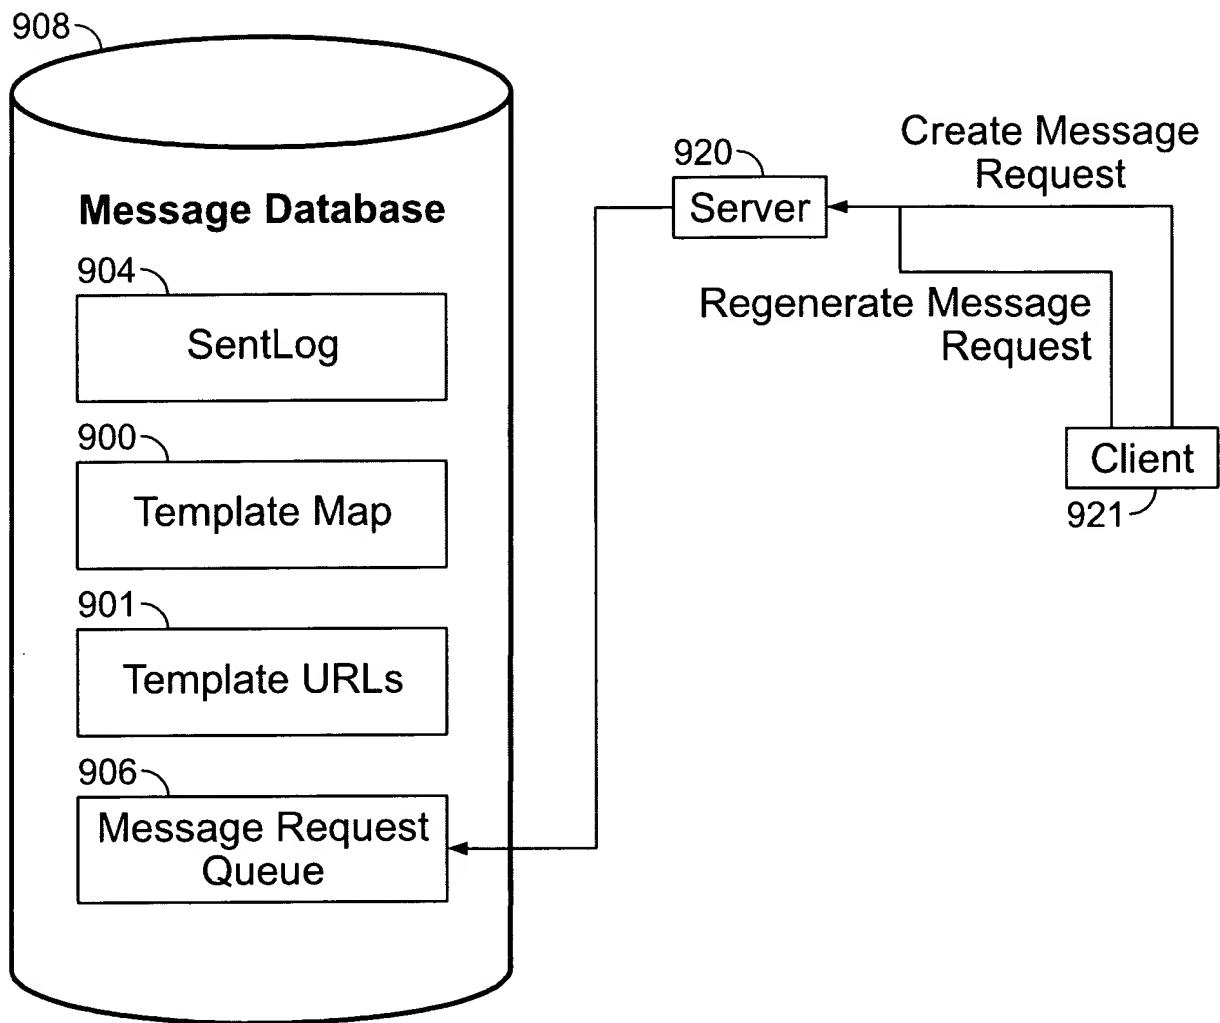 908
Message Database
904
SentLog
900
Template Map
901
Template URLs
906
Message Request
Queue
920
Server
Create Message
Request
Regenerate Message
Request
Client
921